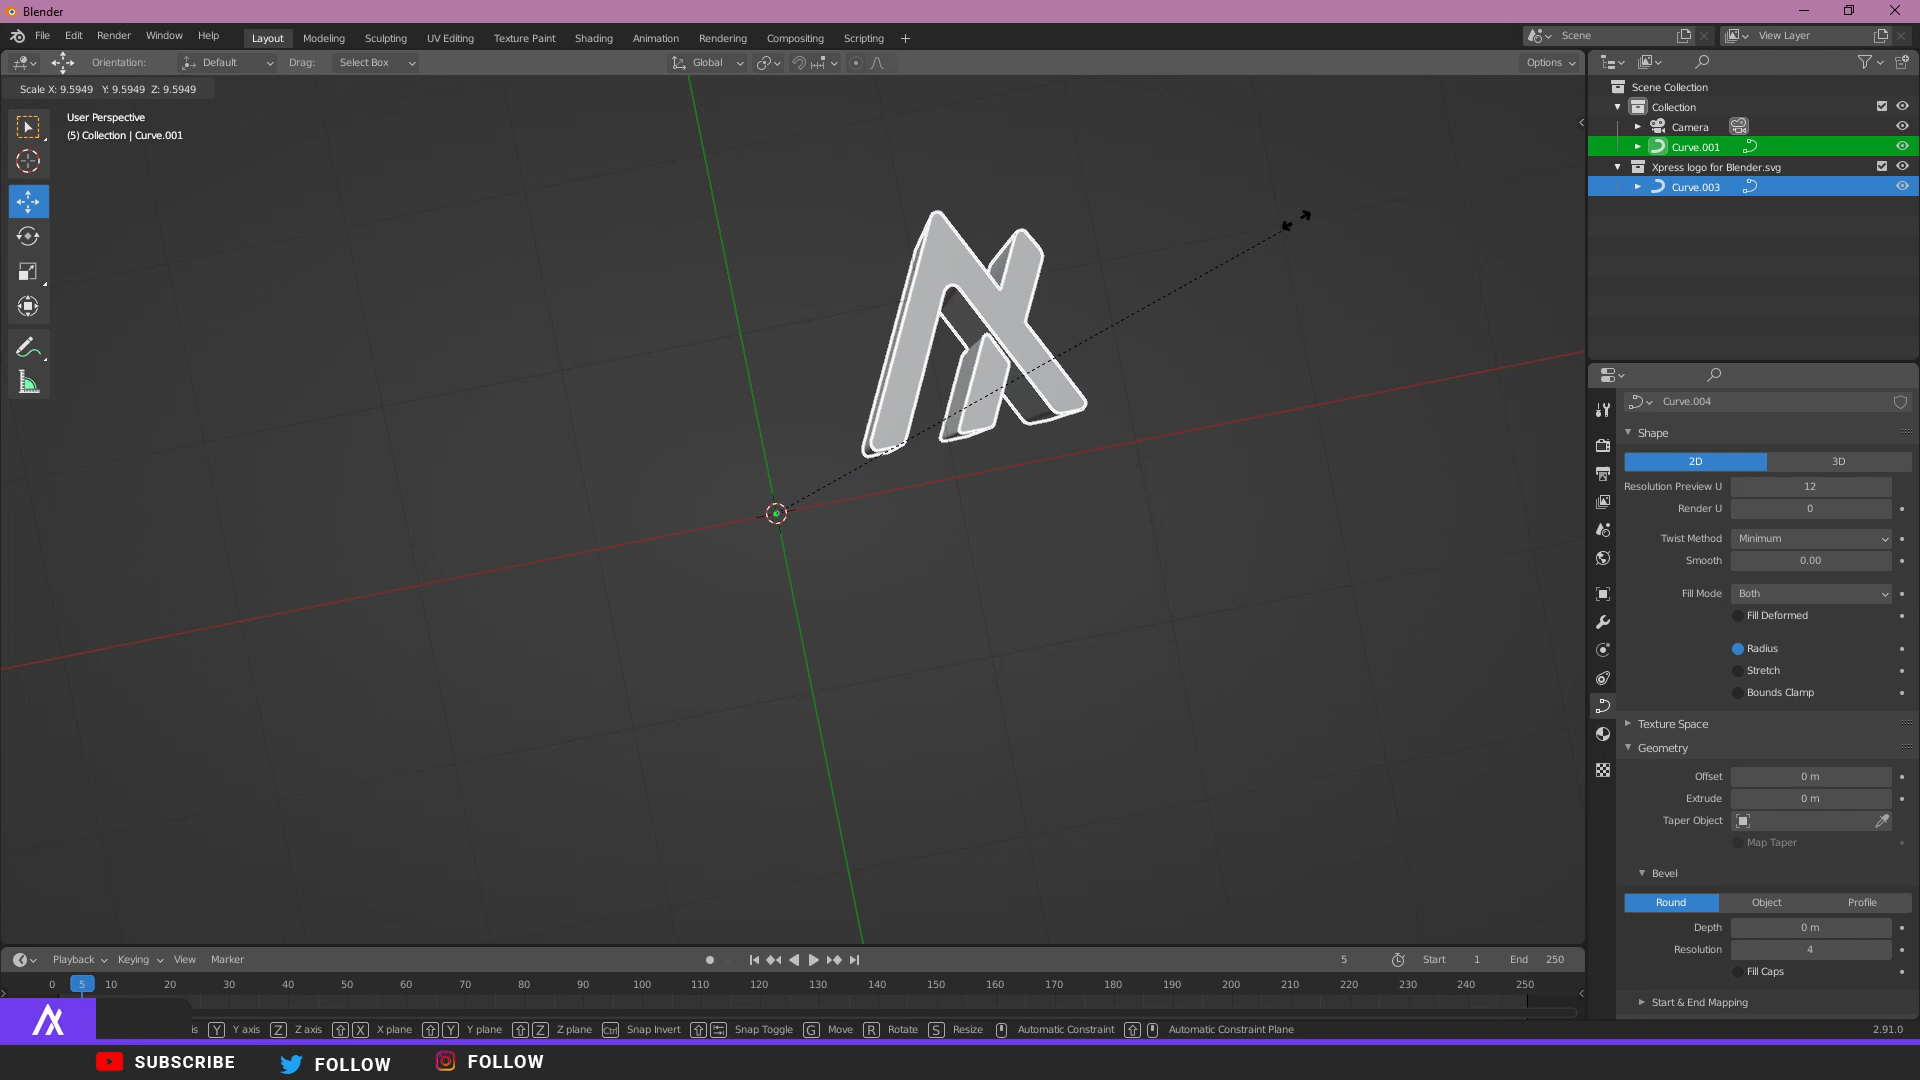 Blender
File Edit Render Window Help Layout Modeling Sculpting UV Editing Texture Paint Shading Animation Rendering Compositing Scripting + Scene View Layer
Orientation: Default Drag: Select Box Global Options
Scale X: 9.5949 Y: 9.5949 Z: 9.5949
User Perspective
(5) Collection | Curve.001
Scene Collection
Collection
Camera
Curve.001
Xpress logo for Blender.svg
Curve.003
Curve.004
Shape
2D 3D
Resolution Preview U 12
Render U 0
Twist Method Minimum
Smooth 0.00
Fill Mode Both
Fill Deformed
Radius
Stretch
Bounds Clamp
Texture Space
Geometry
Offset 0 m
Extrude 0 m
Taper Object
Map Taper
Bevel
Round Object Profile
Depth 0 m
Resolution 4
Fill Caps
Start & End Mapping
Playback Keying View Marker 5 Start 1 End 250
0 5 10 20 30 40 50 60 70 80 90 100 110 120 130 140 150 160 170 180 190 200 210 220 230 240 250
is Y Y axis Z Z axis X X plane Y Y plane Z Z plane Ctrl Snap Invert Snap Toggle G Move R Rotate S Resize Automatic Constraint Automatic Constraint Plane 2.91.0
SUBSCRIBE FOLLOW FOLLOW